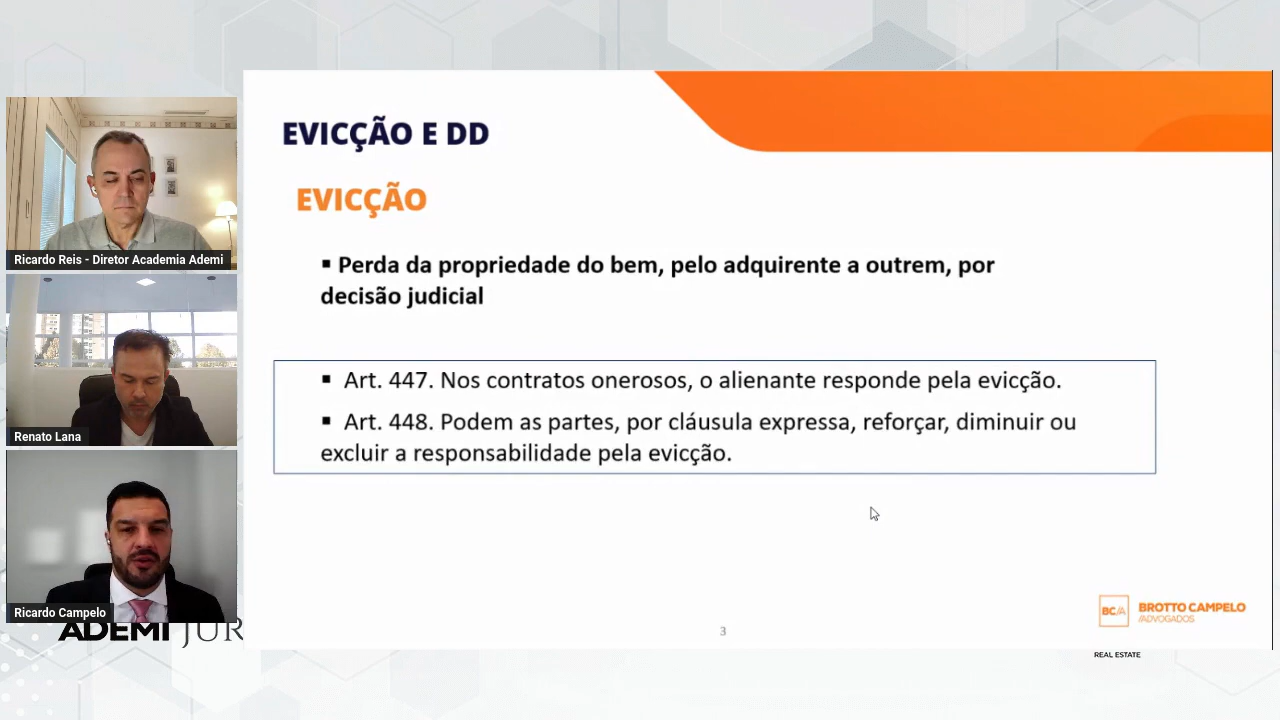 Ricardo Reis - Diretor Academia Ademi
Renato Lana
Ricardo Campelo
ADEMI JUR
EVICÇÃO E DD
EVICÇÃO
▪ Perda da propriedade do bem, pelo adquirente a outrem, por
decisão judicial
▪ Art. 447. Nos contratos onerosos, o alienante responde pela evicção.
▪ Art. 448. Podem as partes, por cláusula expressa, reforçar, diminuir ou
excluir a responsabilidade pela evicção.
3
BC/A BROTTO CAMPELO
/ADVOGADOS
REAL ESTATE